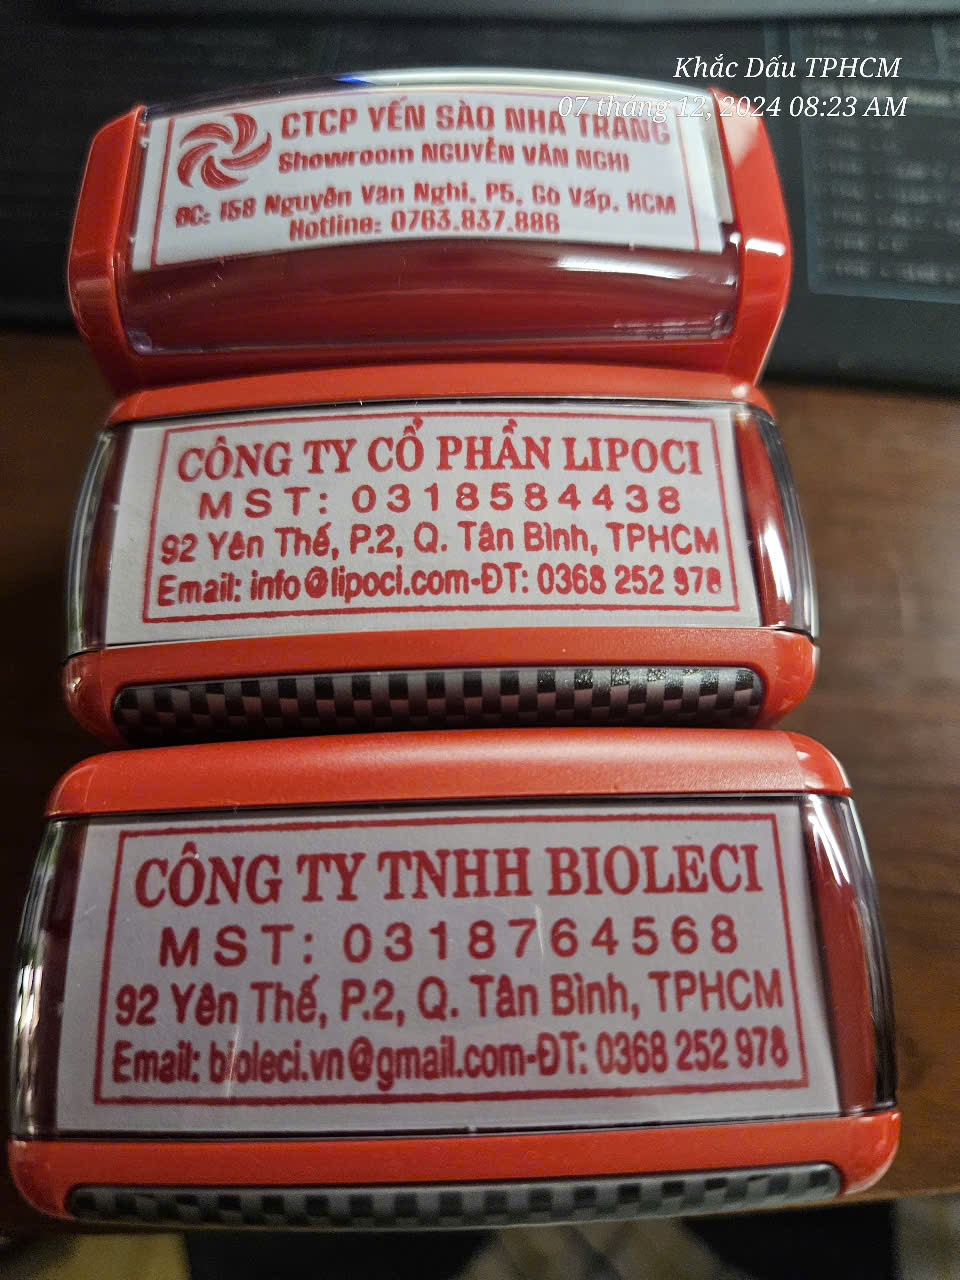 Khắc Dấu TPHCM
07 tháng 12, 2024 08:23 AM
CTCP YẾN SÀO NHA TRANG
Showroom NGUYỄN VĂN NGHI
ĐC: 158 Nguyễn Văn Nghi, P5, Gò Vấp, HCM
Hotline: 0763.837.886
CÔNG TY CỔ PHẦN LIPOCI
MST: 0318584438
92 Yên Thế, P.2, Q. Tân Bình, TPHCM
Email: info@lipoci.com-ĐT: 0368 252 978
CÔNG TY TNHH BIOLECI
MST: 0318764568
92 Yên Thế, P.2, Q. Tân Bình, TPHCM
Email: bioleci.vn@gmail.com-ĐT: 0368 252 978